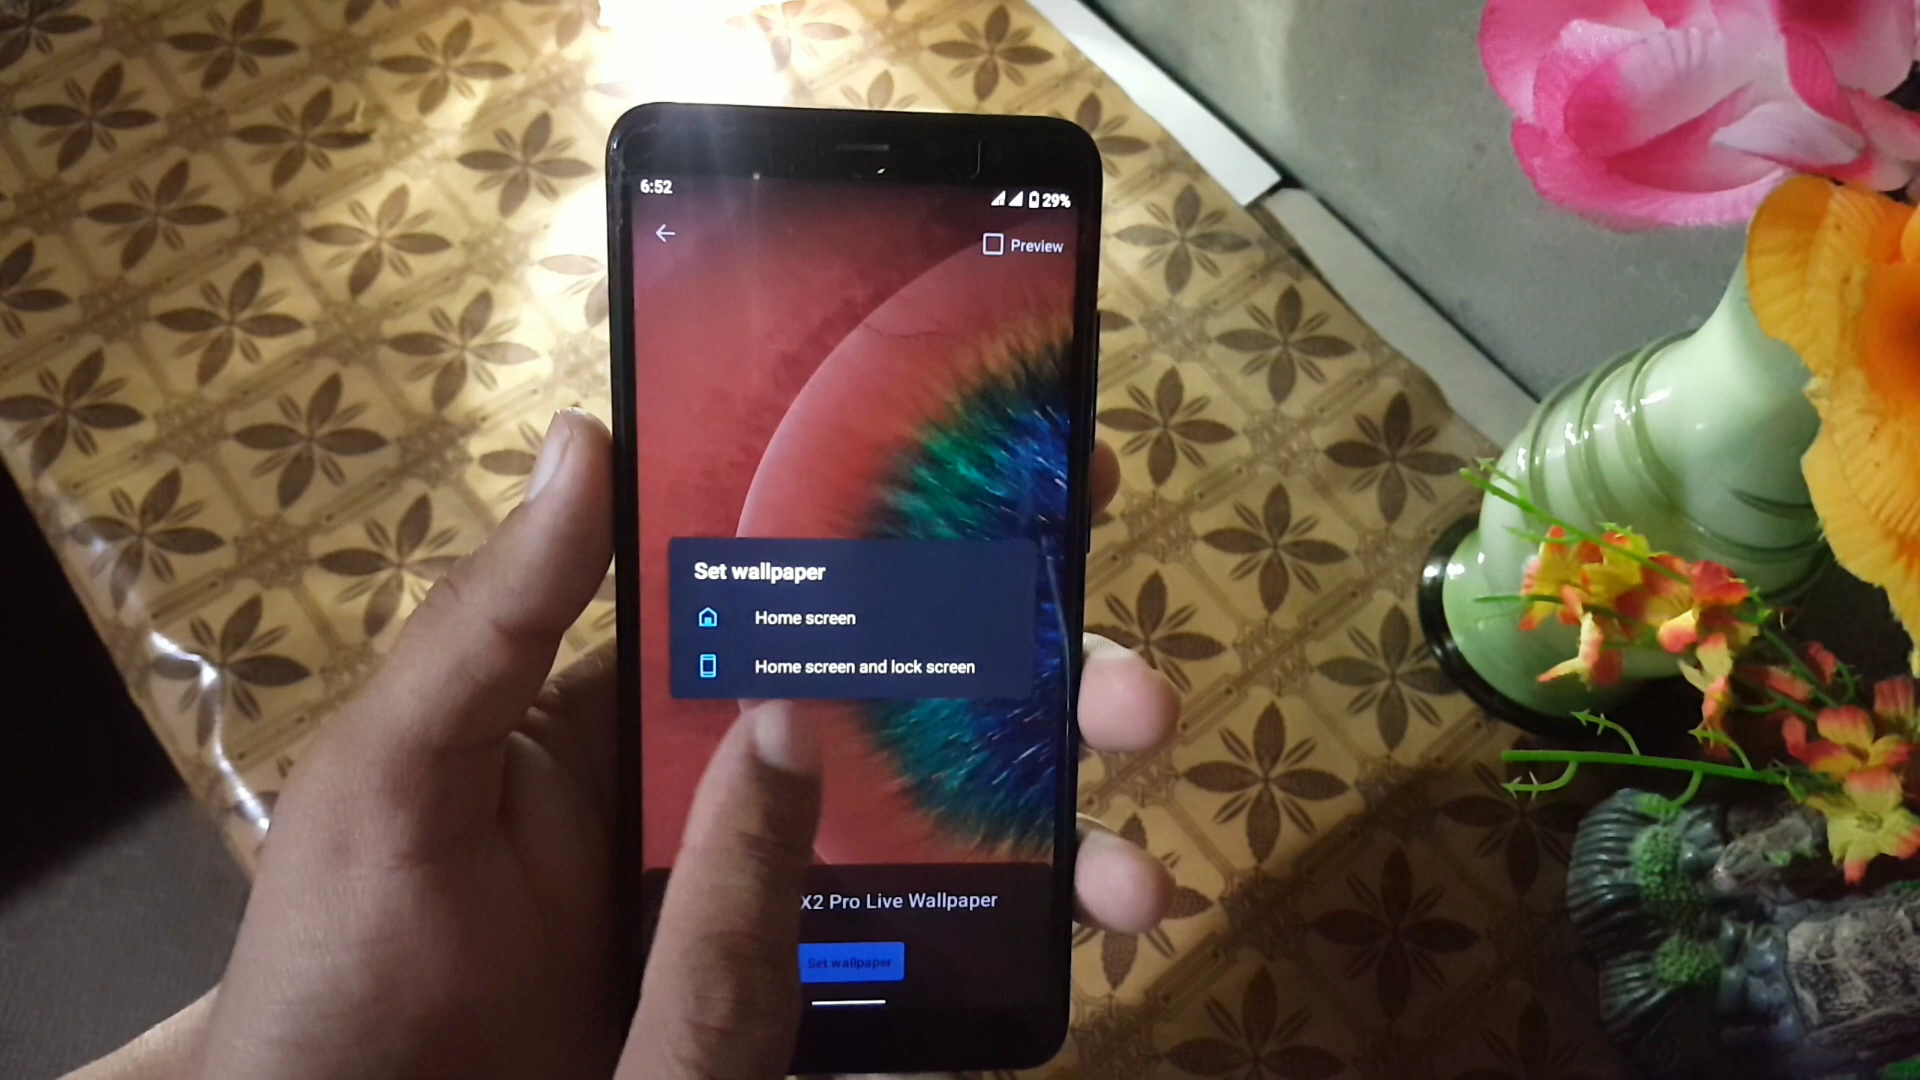 6:52
29%
Preview
Set wallpaper
Home screen
Home screen and lock screen
X2 Pro Live Wallpaper
Set wallpaper